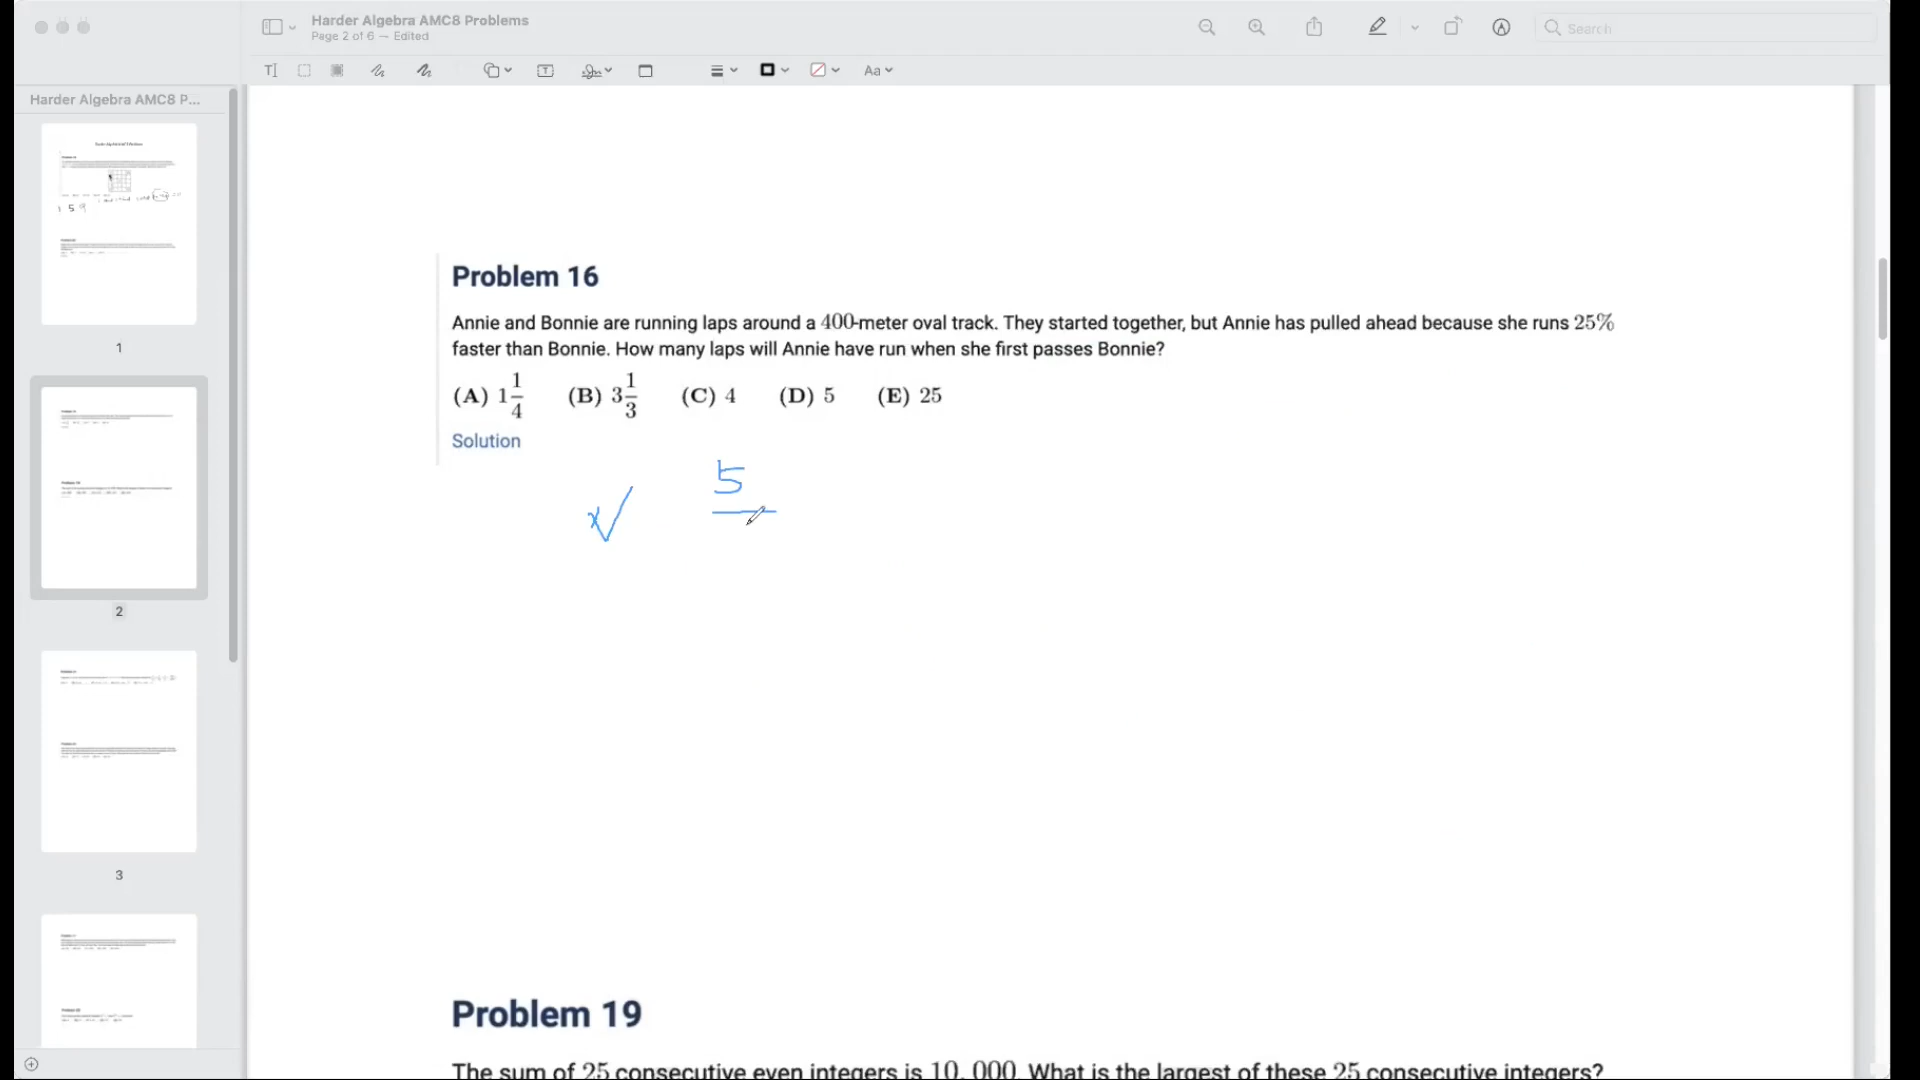 Harder Algebra AMC8 Problems
Page 2 of 6 — Edited
Search
Aa
Harder Algebra AMC8 P...
1
2
3
Problem 16
Annie and Bonnie are running laps around a 400-meter oval track. They started together, but Annie has pulled ahead because she runs 25%
faster than Bonnie. How many laps will Annie have run when she first passes Bonnie?
(A) 1 1/4 (B) 3 1/3 (C) 4 (D) 5 (E) 25
Solution
5
Problem 19
The sum of 25 consecutive even integers is 10,000. What is the largest of these 25 consecutive integers?